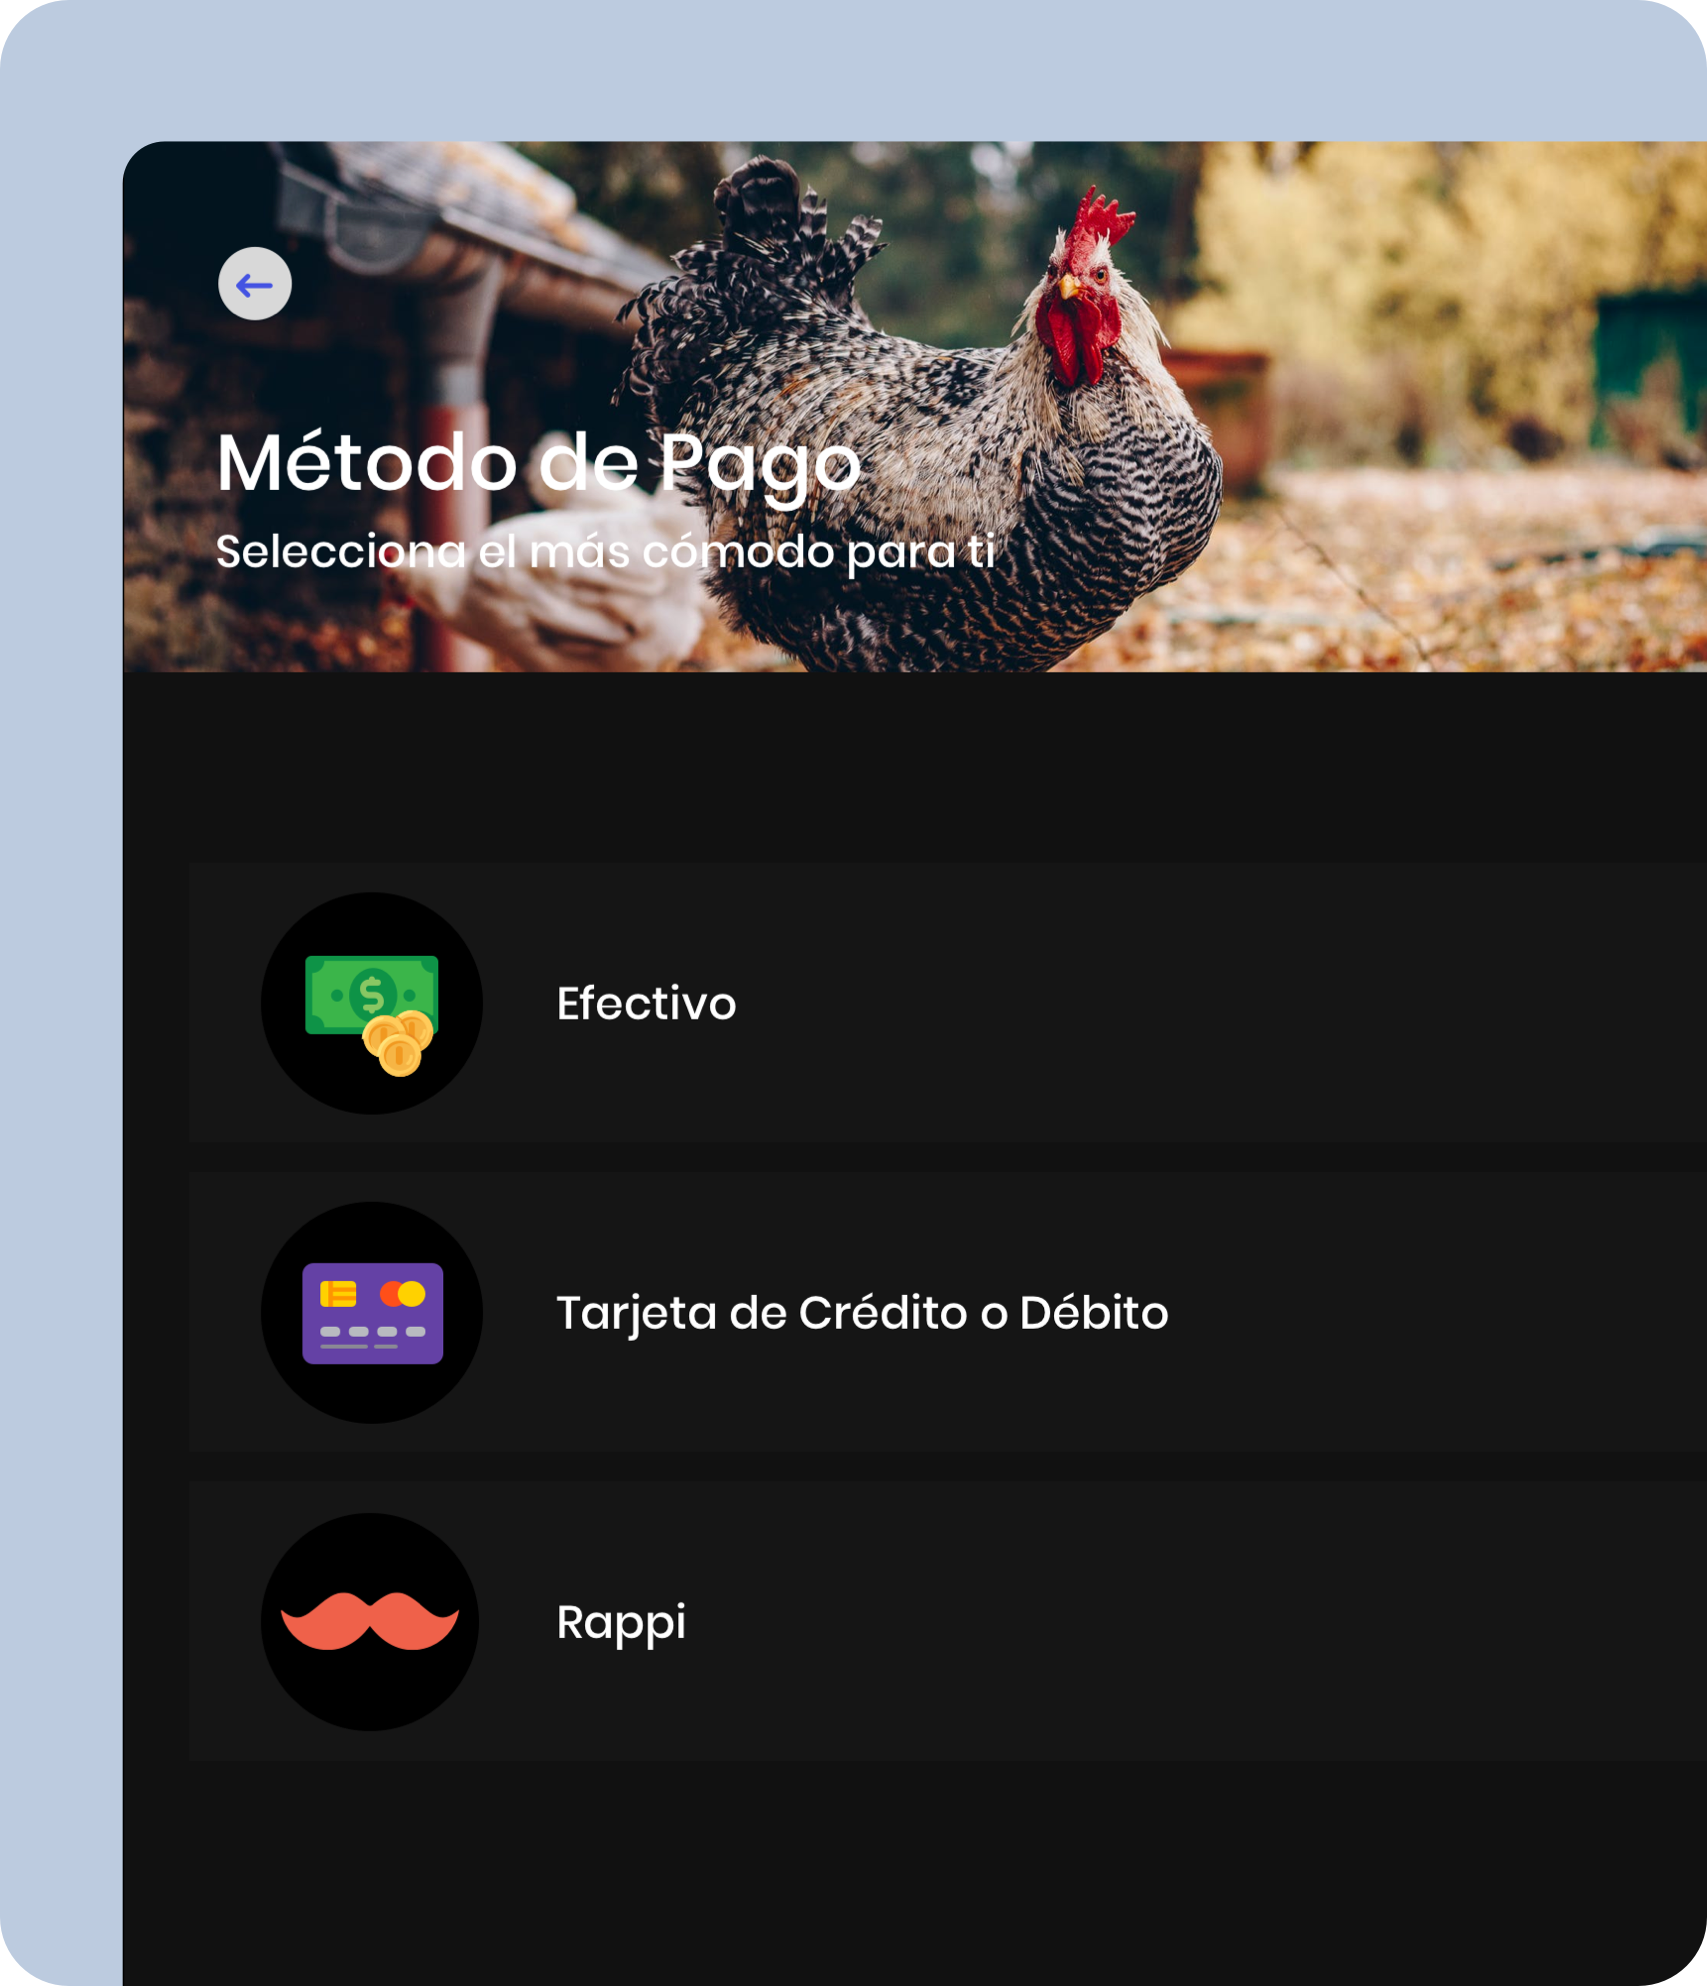 Método de Pago
Selecciona el más cómodo para ti
Efectivo
Tarjeta de Crédito o Débito
Rappi